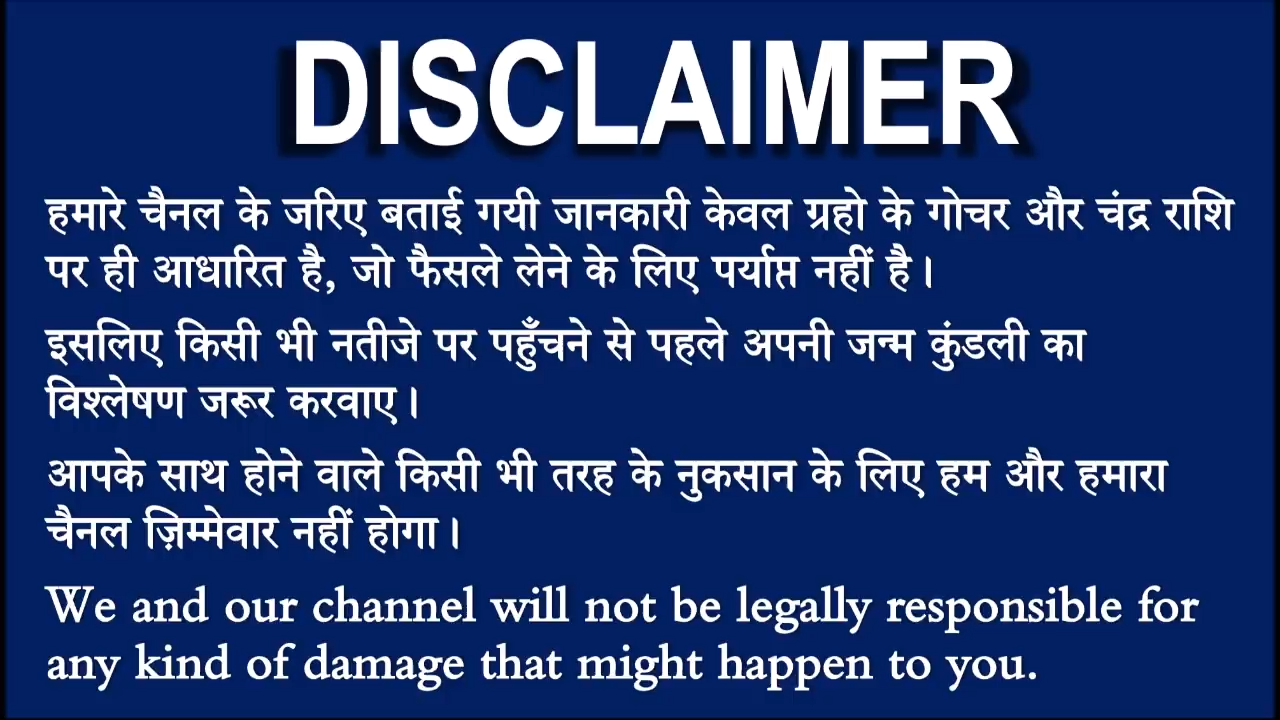 DISCLAIMER
हमारे चैनल के जरिए बताई गयी जानकारी केवल ग्रहो के गोचर और चंद्र राशि
पर ही आधारित है, जो फैसले लेने के लिए पर्याप्त नहीं है।
इसलिए किसी भी नतीजे पर पहुँचने से पहले अपनी जन्म कुंडली का
विश्लेषण जरूर करवाए।
आपके साथ होने वाले किसी भी तरह के नुकसान के लिए हम और हमारा
चैनल ज़िम्मेवार नहीं होगा।
We and our channel will not be legally responsible for
any kind of damage that might happen to you.